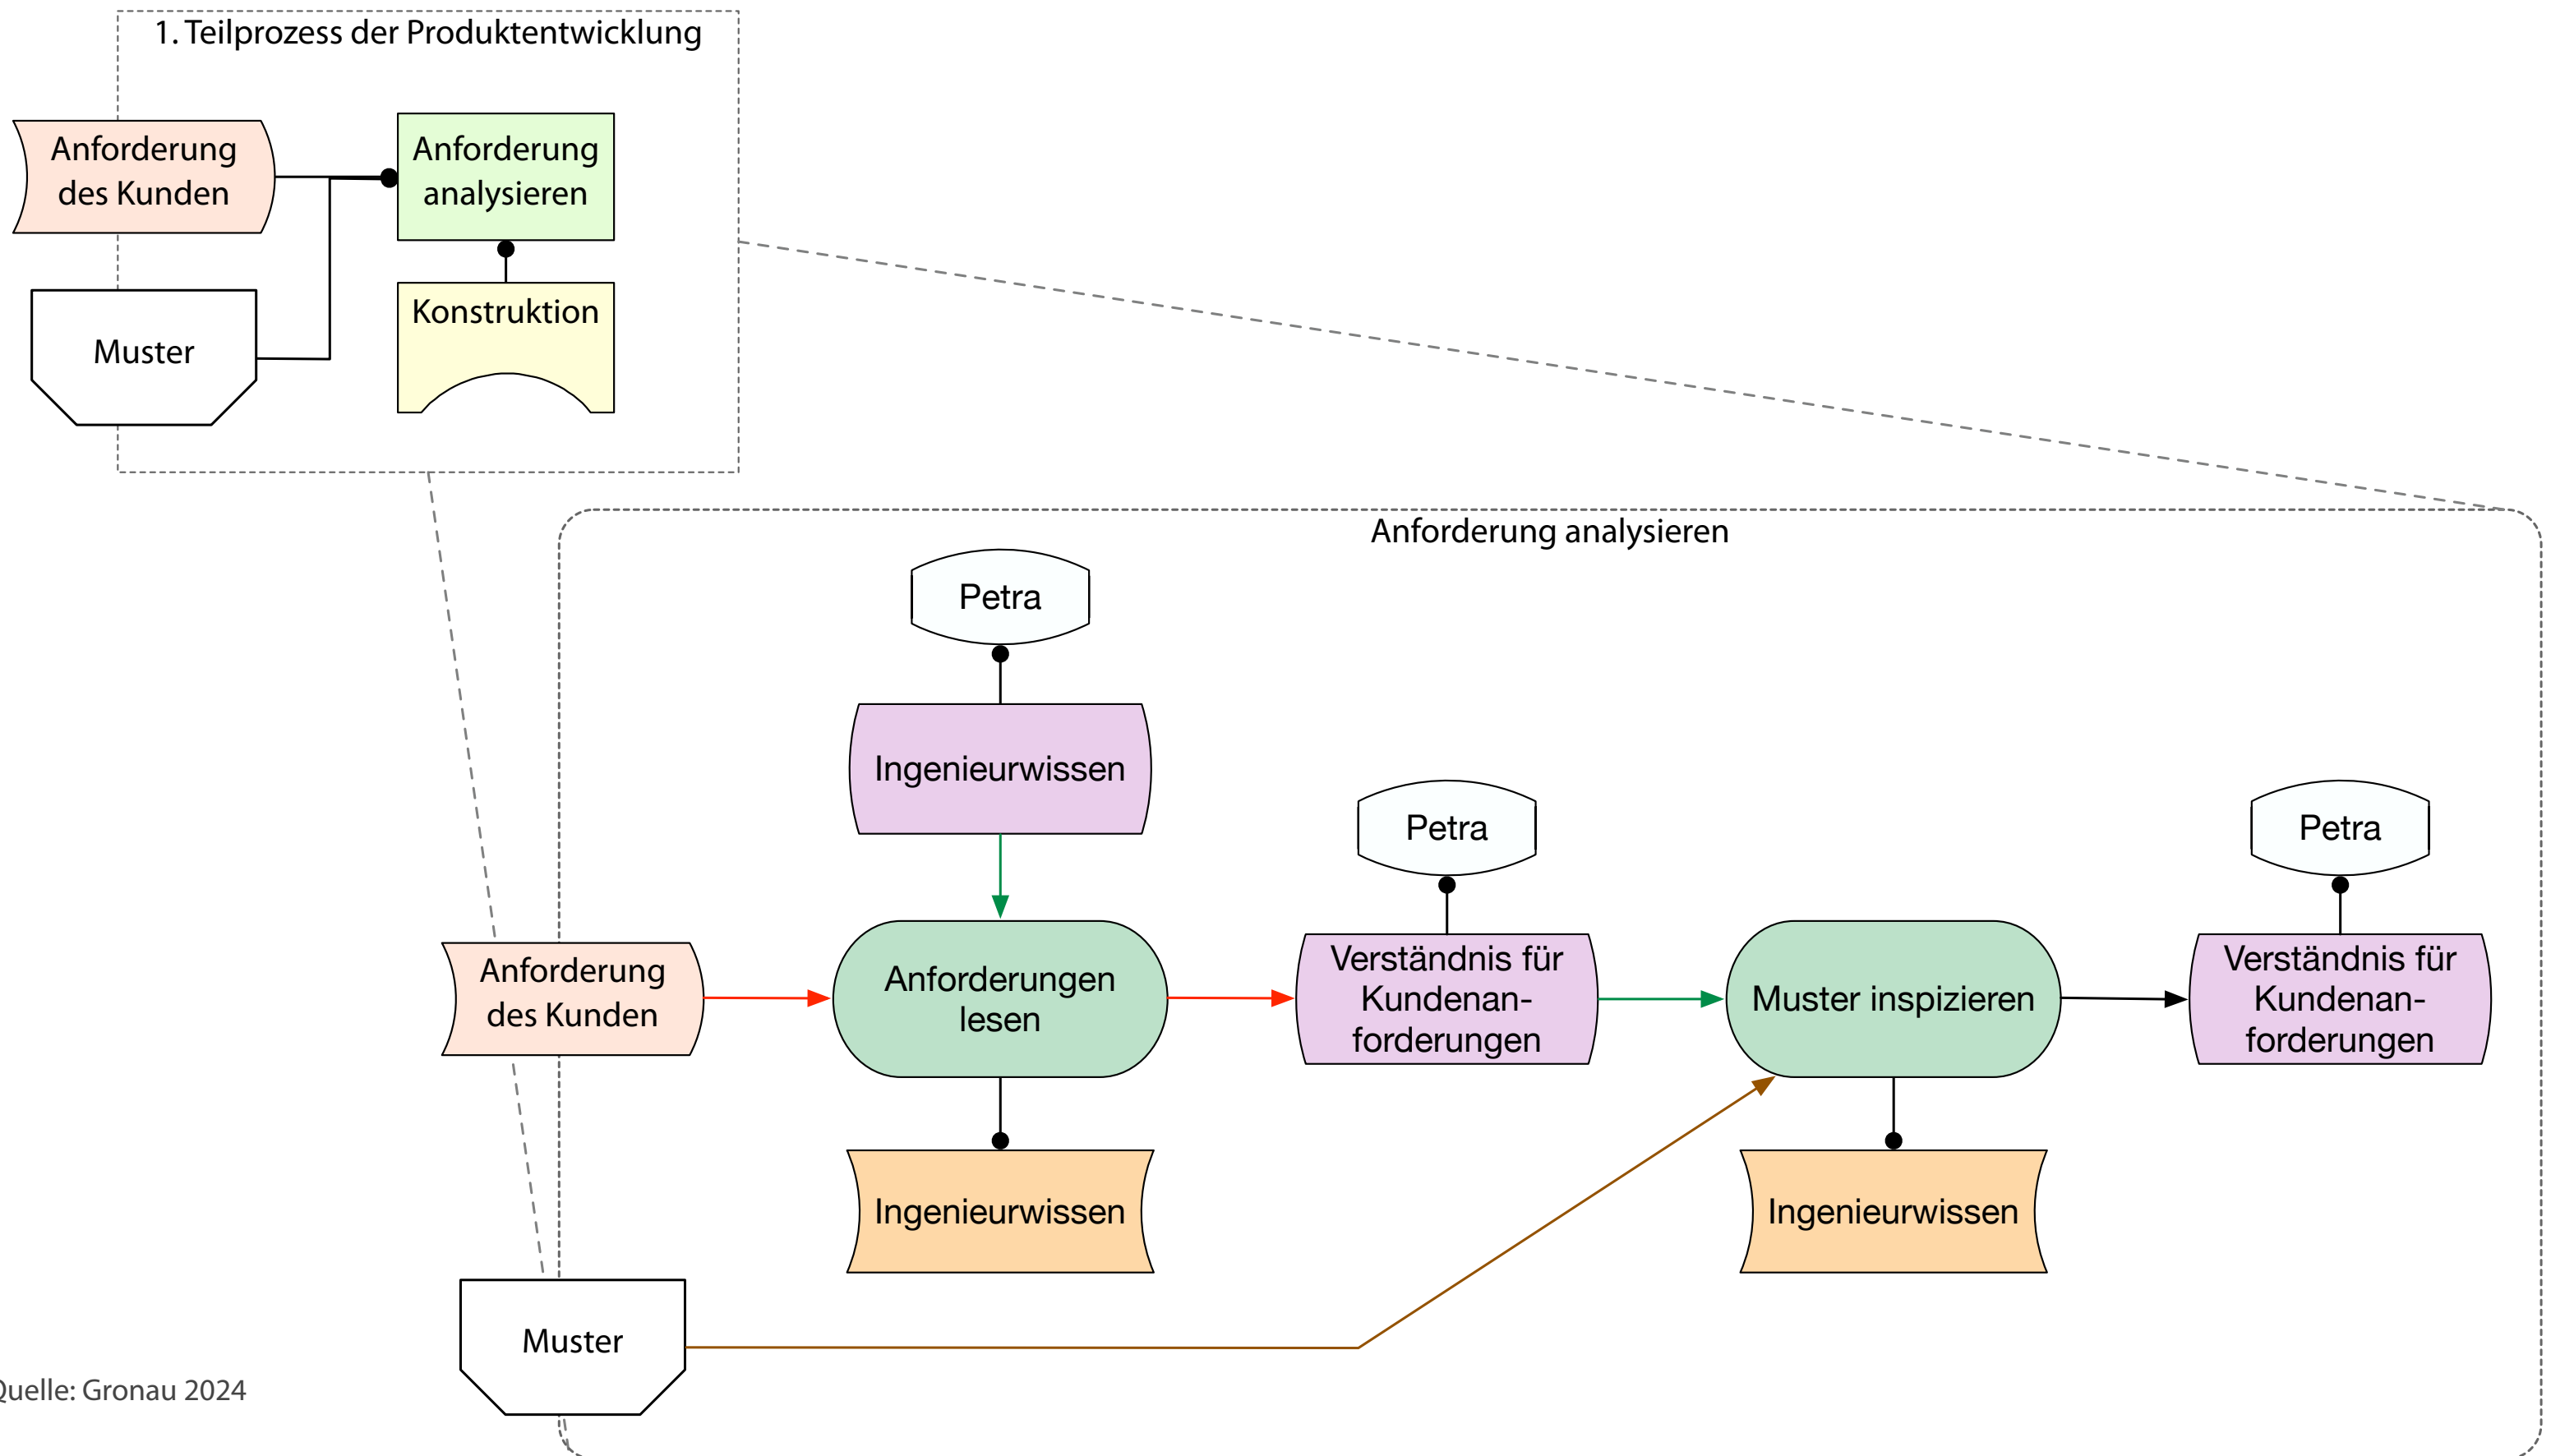 1. Teilprozess der Produktentwicklung
Anforderung
des Kunden
Anforderung
analysieren
Konstruktion
Muster
Anforderung analysieren
Petra
Ingenieurwissen
Petra
Petra
Anforderung
des Kunden
Anforderungen
lesen
Verständnis für
Kundenan-
forderungen
Muster inspizieren
Verständnis für
Kundenan-
forderungen
Ingenieurwissen
Ingenieurwissen
Muster
Quelle: Gronau 2024